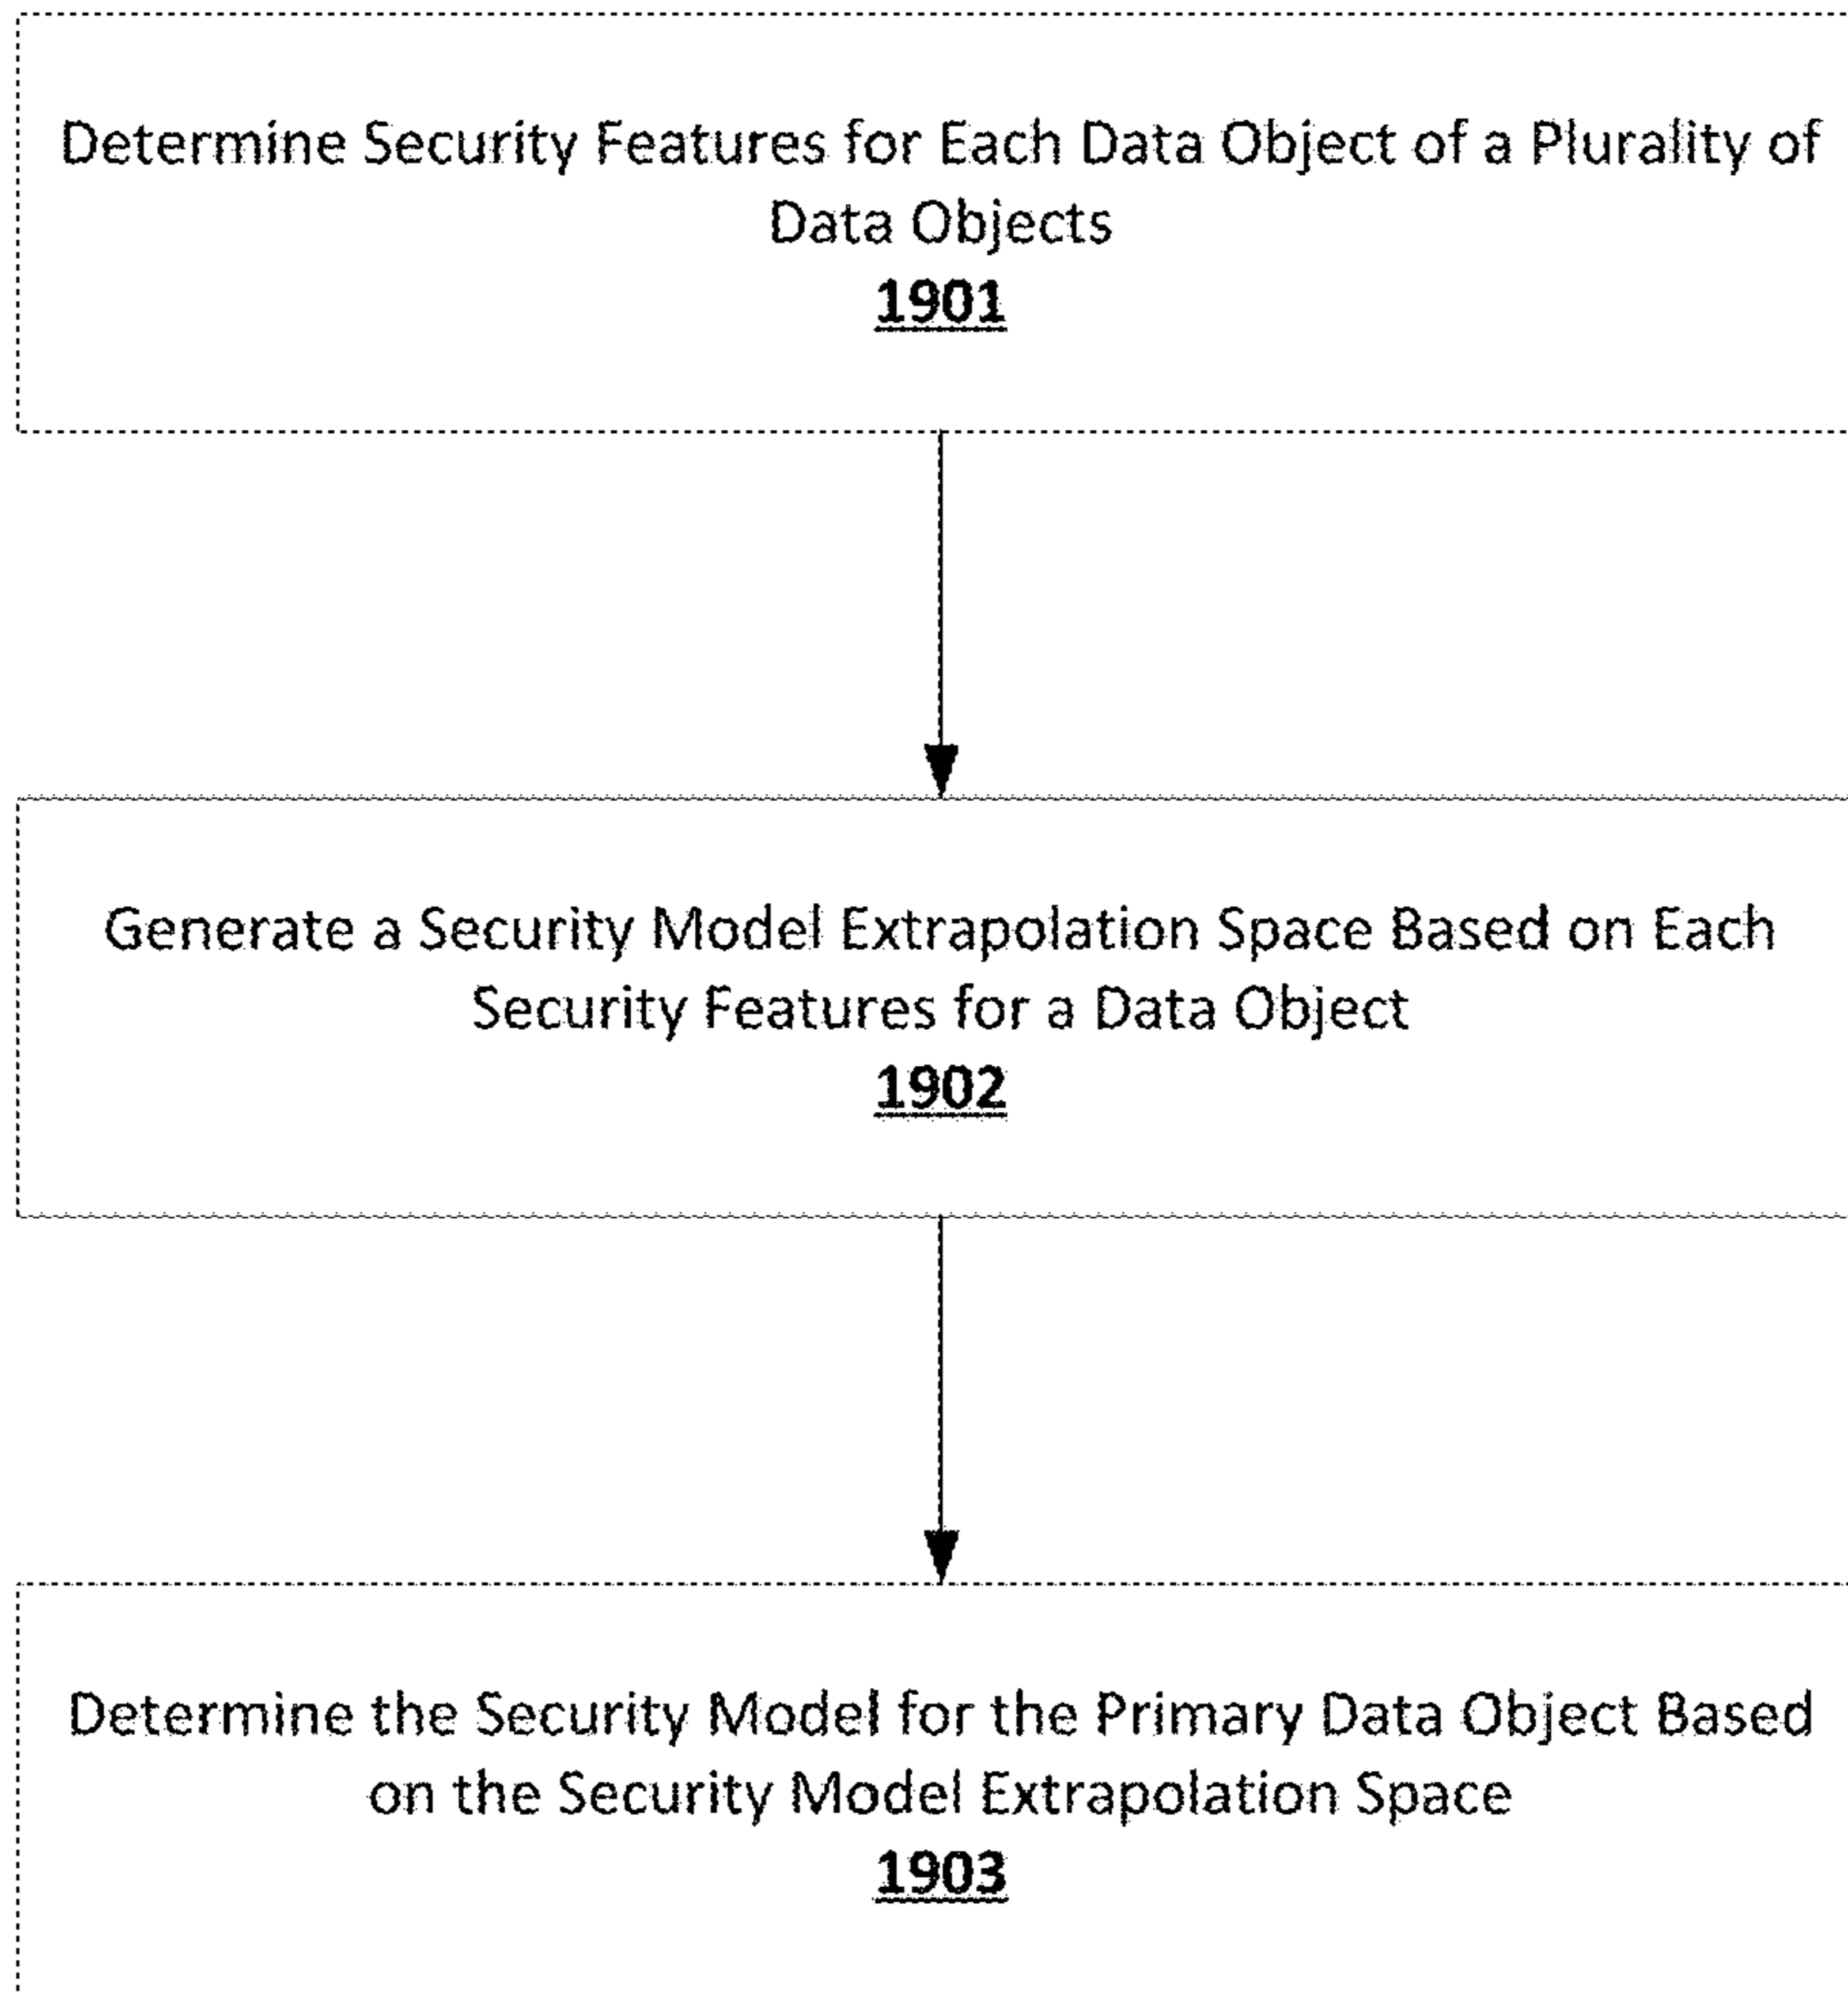 Determine Security Features for Each Data Object of a Plurality of
Data Objects
1901
Generate a Security Model Extrapolation Space Based on Each
Security Features for a Data Object
1902
Determine the Security Model for the Primary Data Object Based
on the Security Model Extrapolation Space
1903